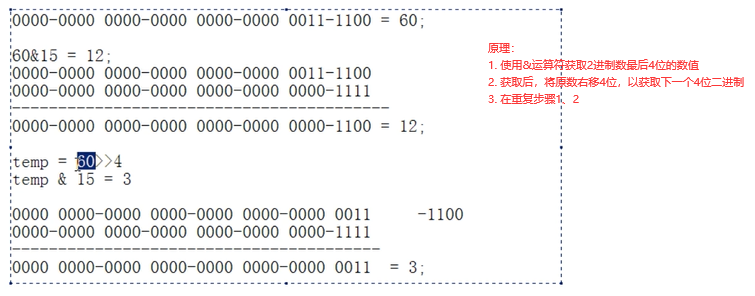 0000-0000 0000-0000 0000-0000 0011-1100 = 60;
60&15 = 12;
0000-0000 0000-0000 0000-0000 0011-1100
0000-0000 0000-0000 0000-0000 0000-1111
0000-0000 0000-0000 0000-0000 0000-1100 = 12;
temp = 60>>4
temp & 15 = 3
0000 0000-0000 0000-0000 0000-0000 0011 -1100
0000-0000 0000-0000 0000-0000 0000-1111
0000 0000-0000 0000-0000 0000-0000 0011 = 3;
原理：
1. 使用&运算符获取2进制数最后4位的数值
2. 获取后，将原数右移4位，以获取下一个4位二进制
3. 在重复步骤1、2